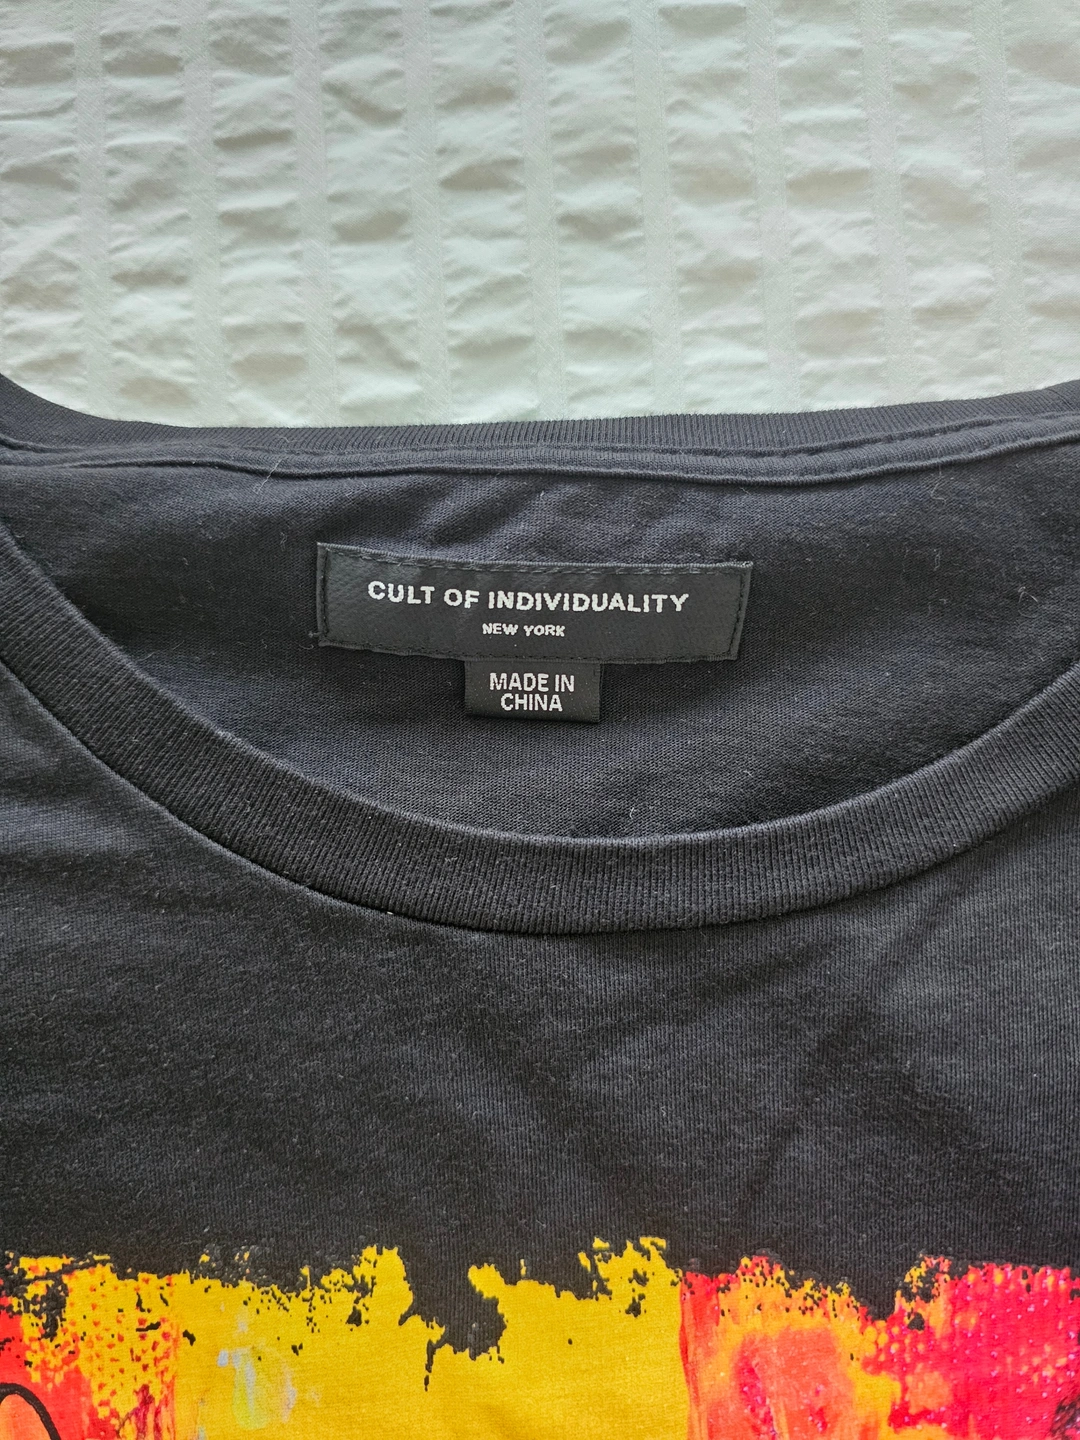 CULT OF INDIVIDUALITY
NEW YORK
MADE IN
CHINA